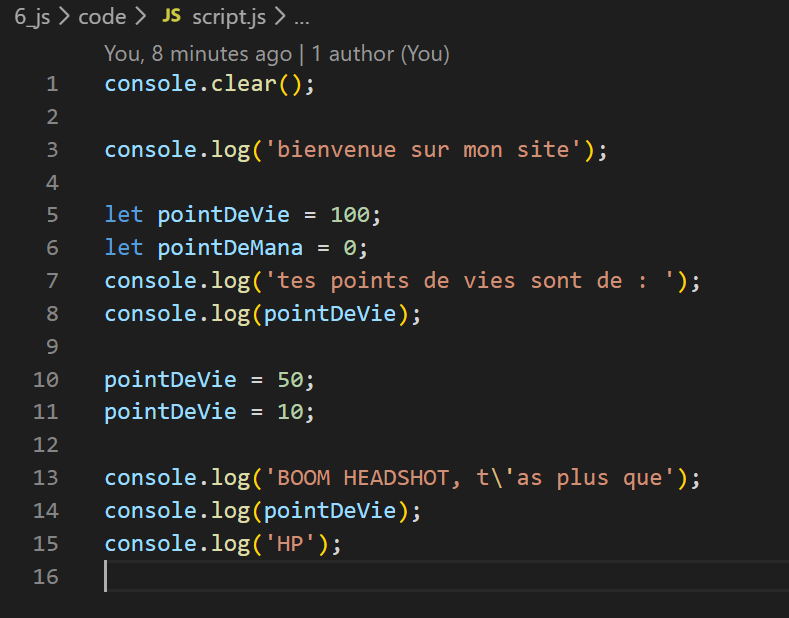 6_js > code > JS script.js > ...
You, 8 minutes ago | 1 author (You)
1 console.clear();
2
3 console.log('bienvenue sur mon site');
4
5 let pointDeVie = 100;
6 let pointDeMana = 0;
7 console.log('tes points de vies sont de : ');
8 console.log(pointDeVie);
9
10 pointDeVie = 50;
11 pointDeVie = 10;
12
13 console.log('BOOM HEADSHOT, t\'as plus que');
14 console.log(pointDeVie);
15 console.log('HP');
16